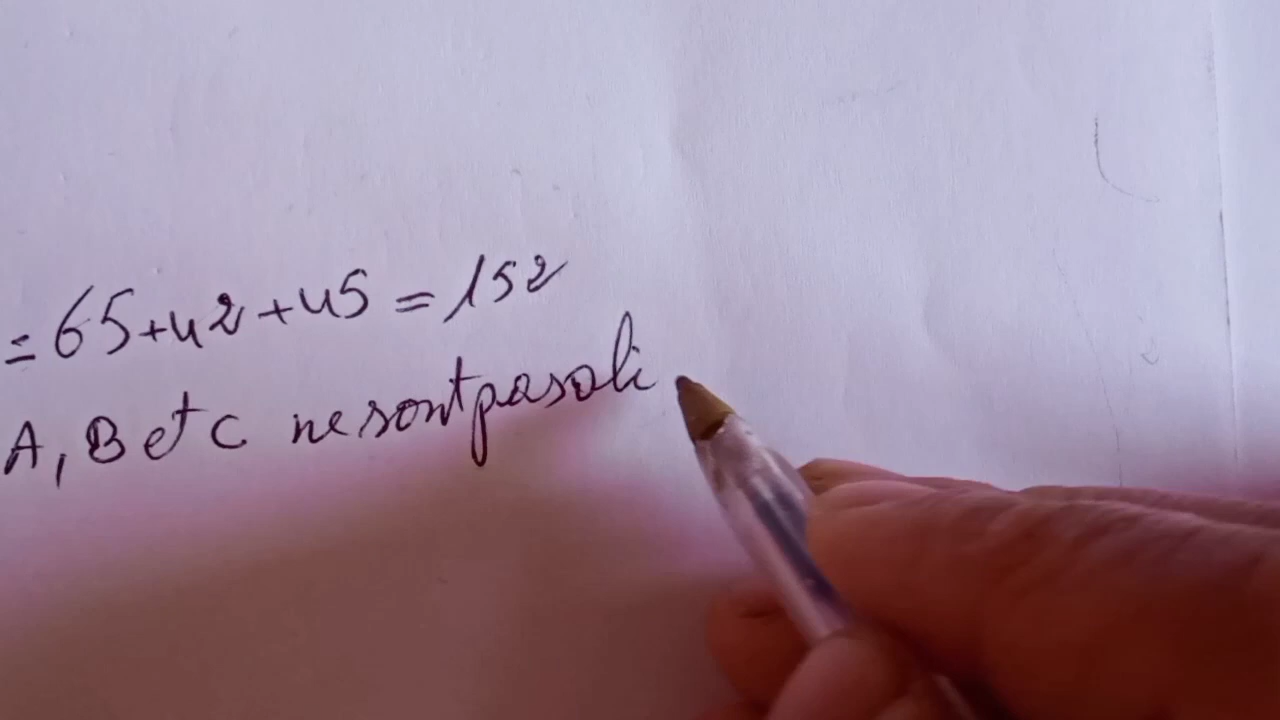 = 65 + 42 + 45 = 152
A, B et C ne sont pas ali